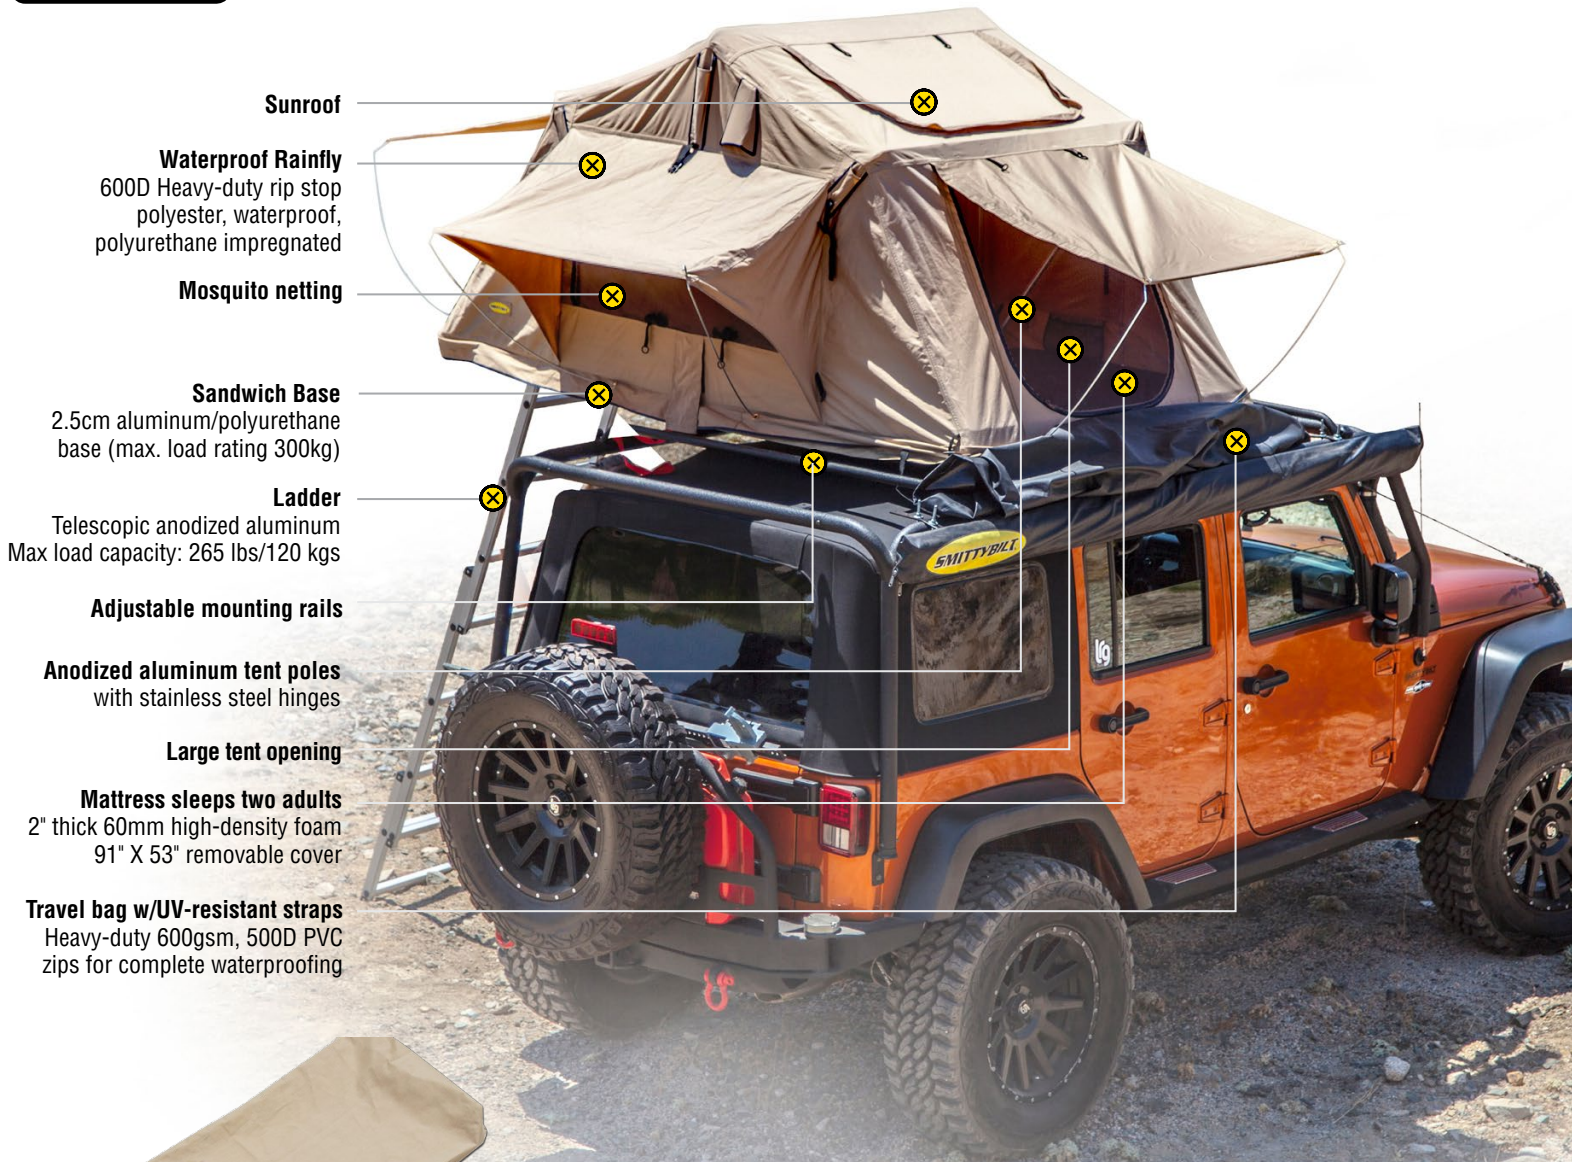 Sunroof
Waterproof Rainfly
600D Heavy-duty rip stop
polyester, waterproof,
polyurethane impregnated
Mosquito netting
Sandwich Base
2.5cm aluminum/polyurethane
base (max. load rating 300kg)
Ladder
Telescopic anodized aluminum
Max load capacity: 265 lbs/120 kgs
Adjustable mounting rails
Anodized aluminum tent poles
with stainless steel hinges
Large tent opening
Mattress sleeps two adults
2" thick 60mm high-density foam
91" X 53" removable cover
Travel bag w/UV-resistant straps
Heavy-duty 600gsm, 500D PVC
zips for complete waterproofing
SMITTYBILT
lrg